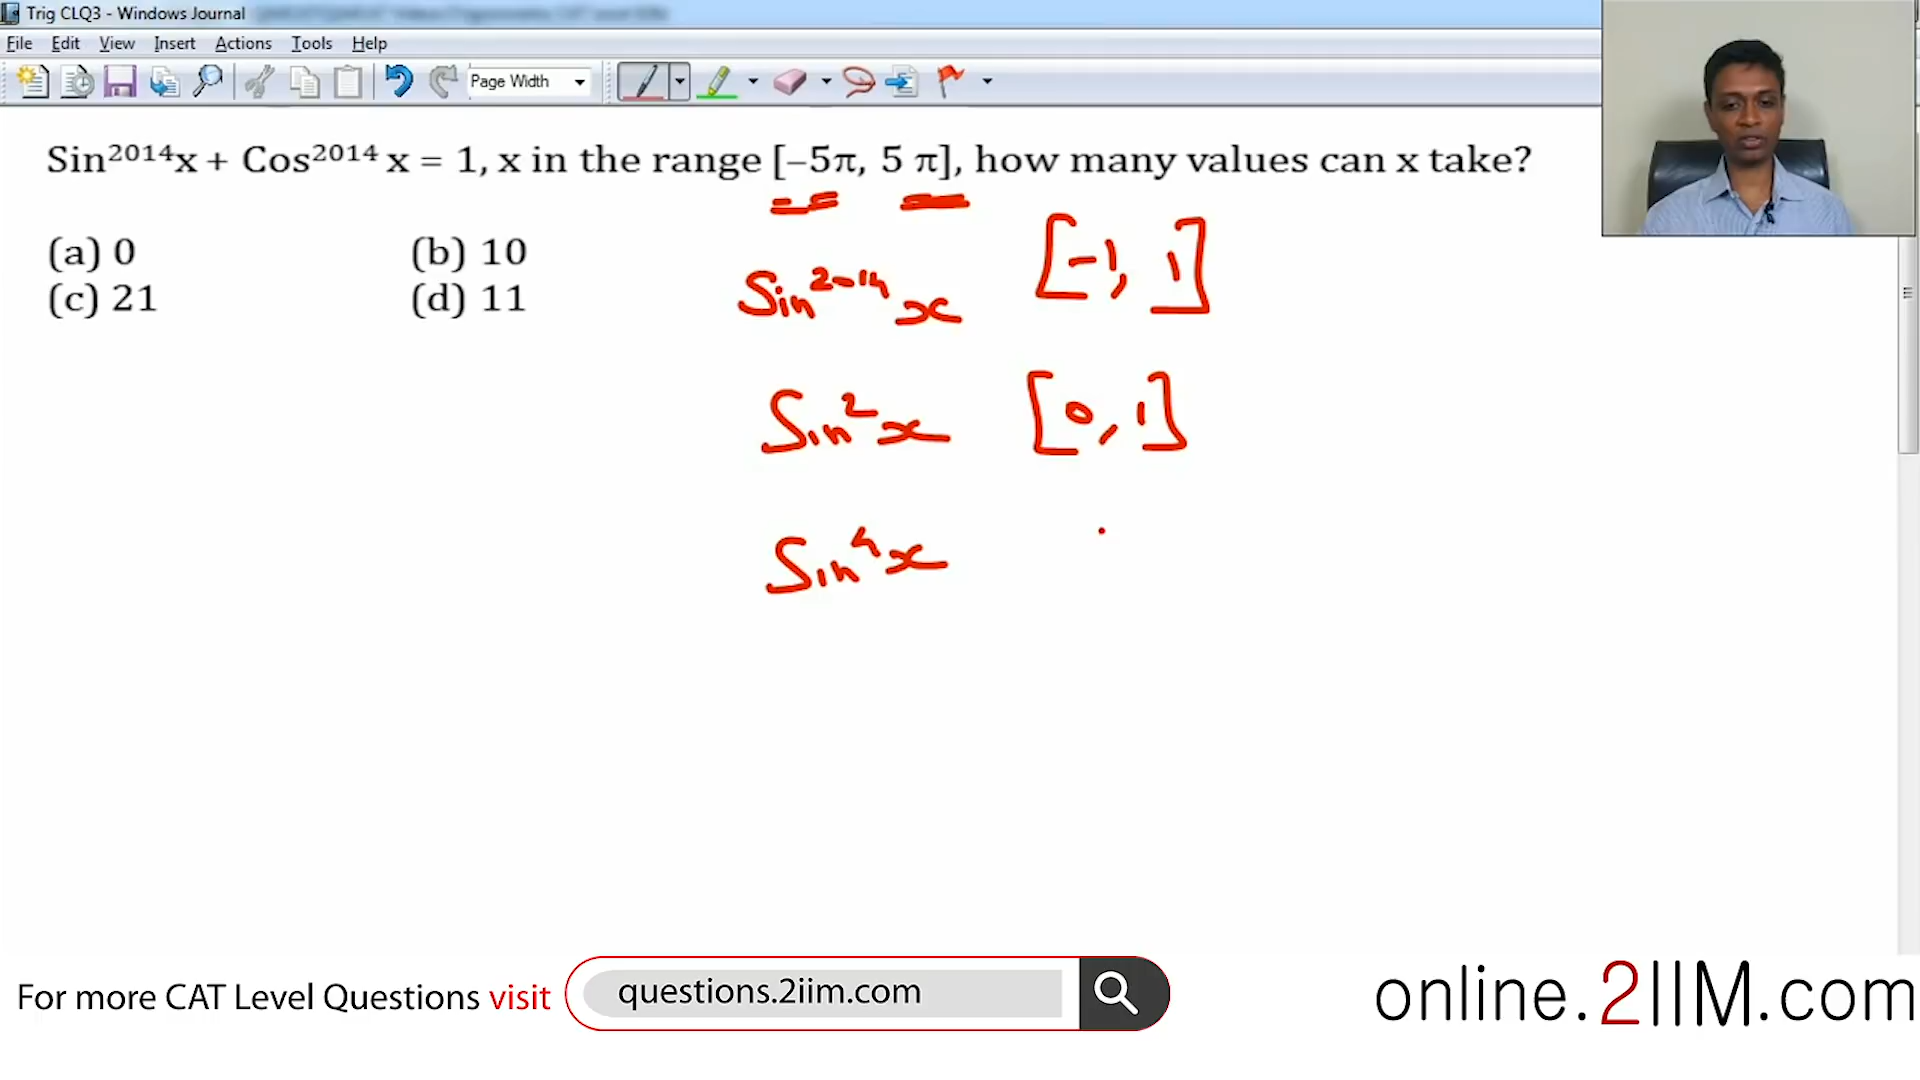 Trig CLQ3 - Windows Journal
File Edit View Insert Actions Tools Help
Page Width
Sin²⁰¹⁴x + Cos²⁰¹⁴ x = 1, x in the range [–5π, 5 π], how many values can x take?
(a) 0 (b) 10
(c) 21 (d) 11
Sin²⁰¹⁴x [-1, 1]
Sin²x [0, 1]
Sin⁴x
For more CAT Level Questions visit questions.2iim.com
online.2IIM.com